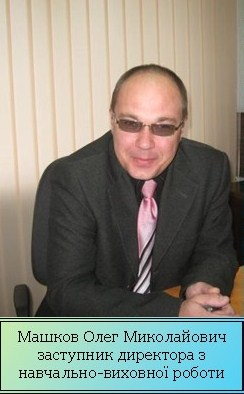 Машков Олег Миколайович
заступник директора з
навчально-виховної роботи